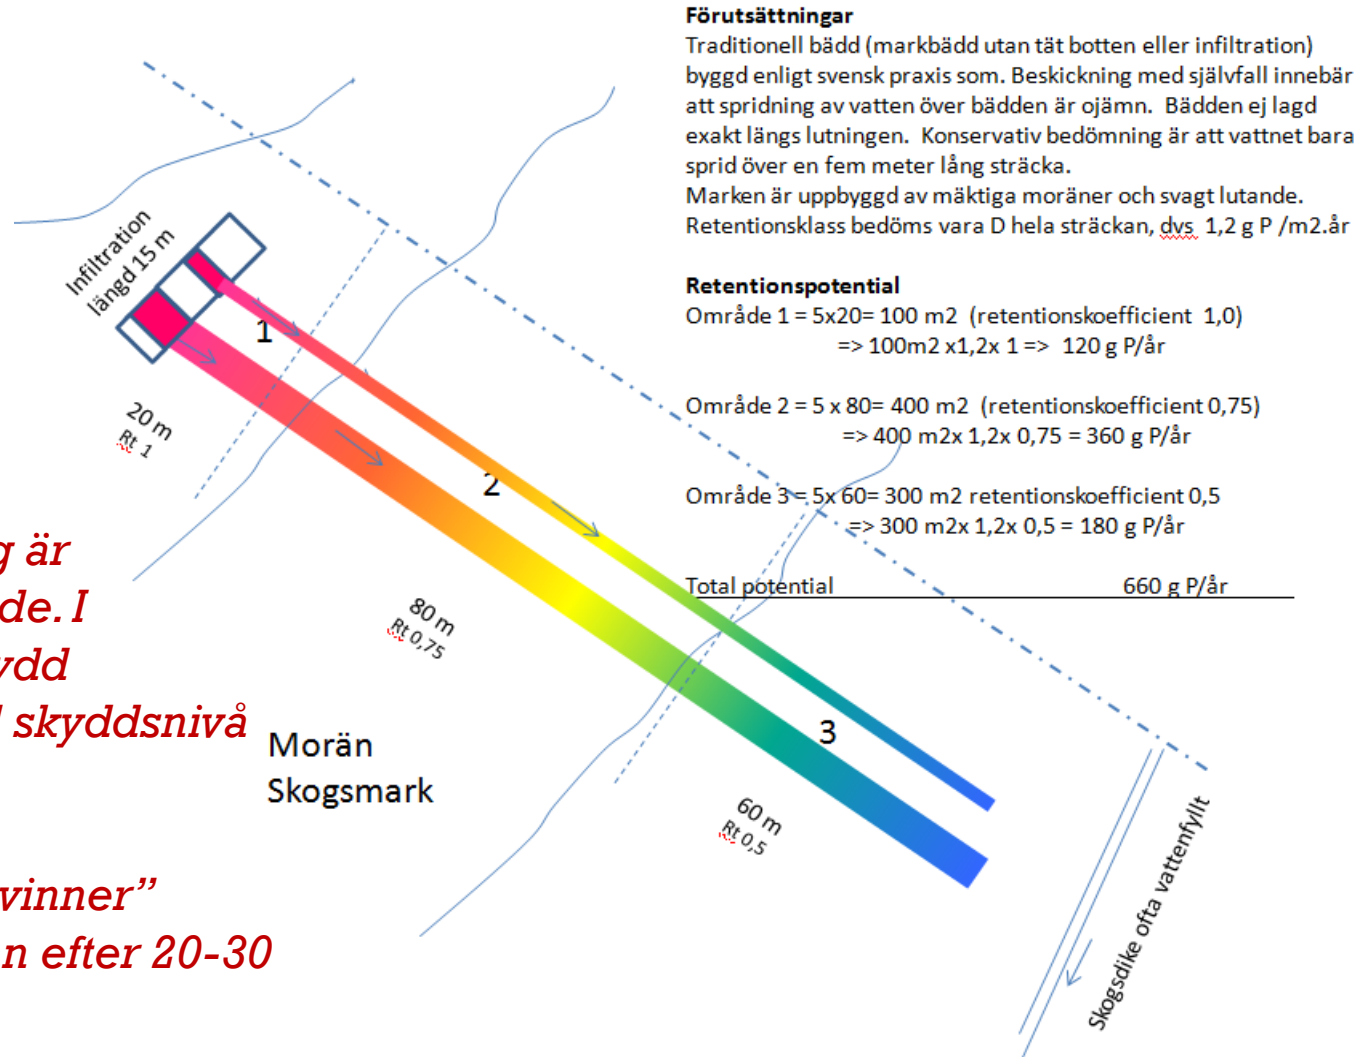 Förutsättningar
Traditionell bädd (markbädd utan tät botten eller infiltration)
byggd enligt svensk praxis som. Beskickning med självfall innebär
att spridning av vatten över bädden är ojämn.  Bädden ej lagd
exakt längs lutningen.  Konservativ bedömning är att vattnet bara
sprid över en fem meter lång sträcka.
Marken är uppbyggd av mäktiga moräner och svagt lutande.
Retentionsklass bedöms vara D hela sträckan, dvs  1,2 g P /m2.år
Retentionspotential
Område 1 = 5x20= 100 m2  (retentionskoefficient  1,0)
=> 100m2 x1,2x 1 =>  120 g P/år
Område 2 = 5 x 80= 400 m2  (retentionskoefficient 0,75)
=> 400 m2x 1,2x 0,75 = 360 g P/år
Område 3 = 5x 60= 300 m2 retentionskoefficient 0,5
=> 300 m2x 1,2x 0,5 = 180 g P/år
Total potential 660 g P/år
Infiltration
längd 15 m
1
20 m
Rt 1
2
80 m
Rt 0,75
3
60 m
Rt 0,5
Morän
Skogsmark
Skogsdike ofta vattenfyllt
g är
de. I
ydd
skyddsnivå
vinner”
n efter 20-30